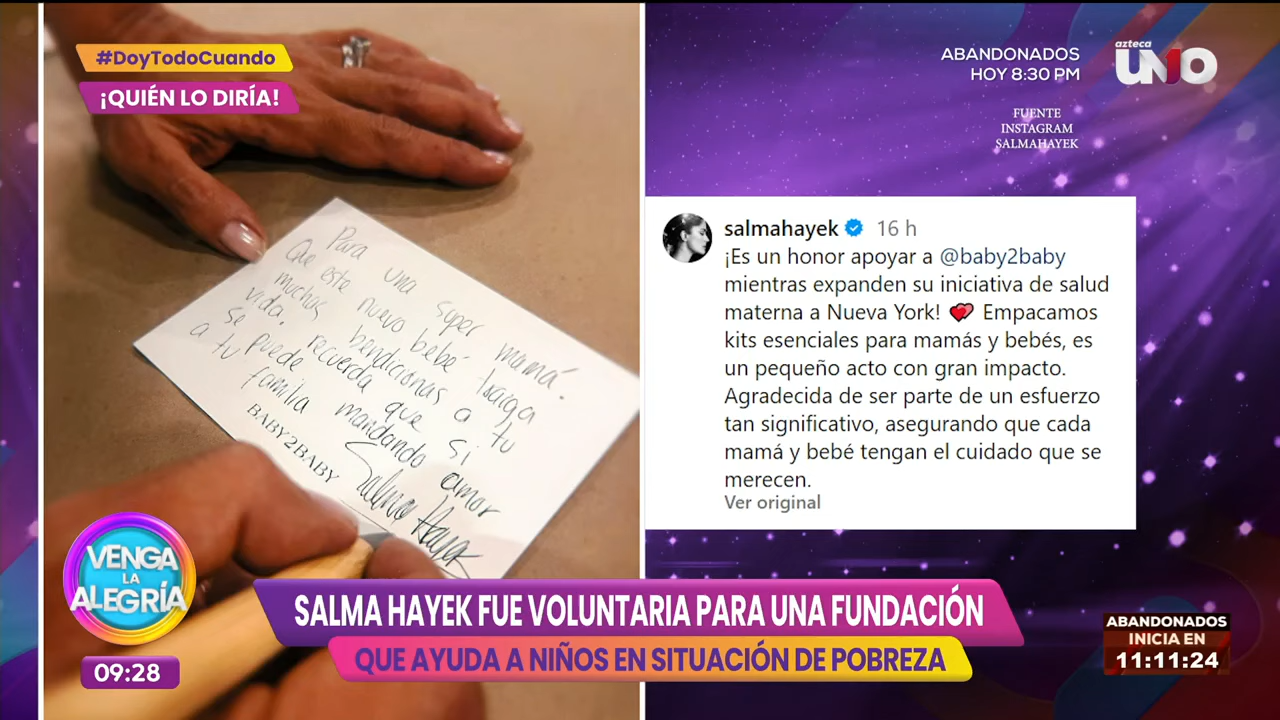 #DoyTodoCuando
¡QUIÉN LO DIRÍA!
ABANDONADOS
HOY 8:30 PM
azteca
UNO
FUENTE
INSTAGRAM
SALMAHAYEK
Para una super mamá.
Que este nuevo bebé traiga
muchas bendiciones a tu
vida. recuerda que si
se puede mandando amor
a tu familia
BABY2BABY
Salma Hayek
salmahayek 16 h
¡Es un honor apoyar a @baby2baby
mientras expanden su iniciativa de salud
materna a Nueva York! 💕 Empacamos
kits esenciales para mamás y bebés, es
un pequeño acto con gran impacto.
Agradecida de ser parte de un esfuerzo
tan significativo, asegurando que cada
mamá y bebé tengan el cuidado que se
merecen.
Ver original
VENGA
LA
ALEGRÍA
SALMA HAYEK FUE VOLUNTARIA PARA UNA FUNDACIÓN
QUE AYUDA A NIÑOS EN SITUACIÓN DE POBREZA
09:28
ABANDONADOS
INICIA EN
11:11:24